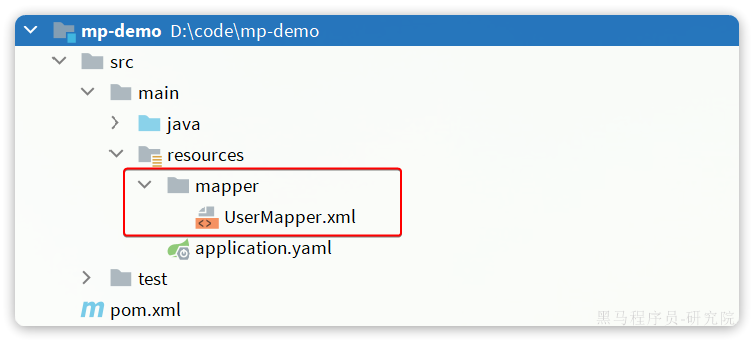 mp-demo D:\code\mp-demo
src
main
java
resources
mapper
UserMapper.xml
application.yaml
test
pom.xml
黑马程序员-研究院